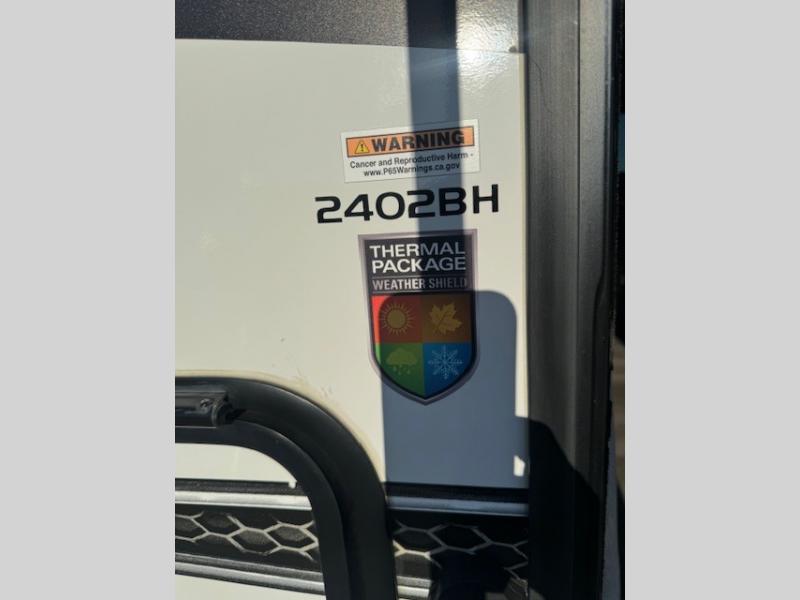 WARNING
Cancer and Reproductive Harm -
www.P65Warnings.ca.gov
2402BH
THERMAL
PACKAGE
WEATHER SHIELD